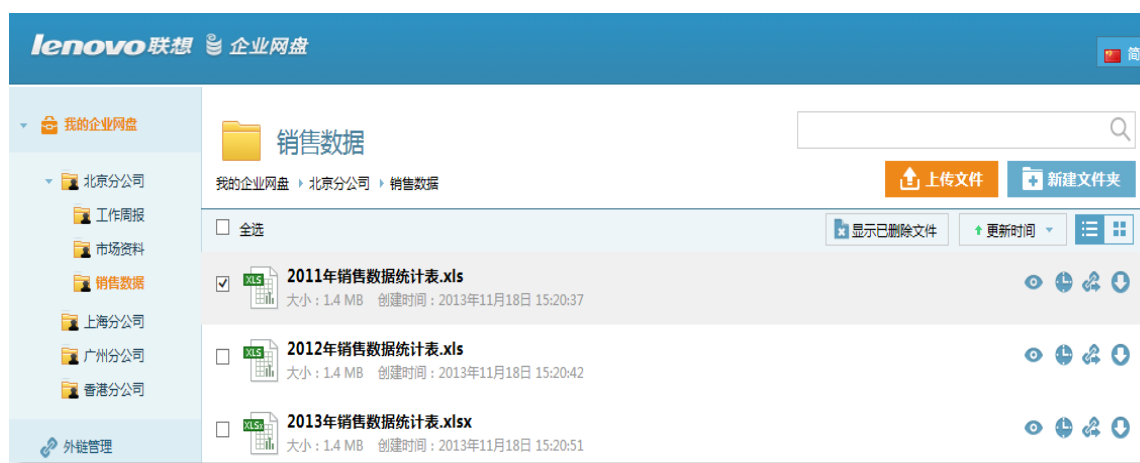 lenovo联想 企业网盘
简
我的企业网盘
北京分公司
工作周报
市场资料
销售数据
上海分公司
广州分公司
香港分公司
外链管理
销售数据
我的企业网盘 北京分公司 销售数据
上传文件 新建文件夹
全选 显示已删除文件 更新时间
XLS 2011年销售数据统计表.xls
大小：1.4 MB 创建时间：2013年11月18日 15:20:37
XLS 2012年销售数据统计表.xls
大小：1.4 MB 创建时间：2013年11月18日 15:20:42
XLSx 2013年销售数据统计表.xlsx
大小：1.4 MB 创建时间：2013年11月18日 15:20:51